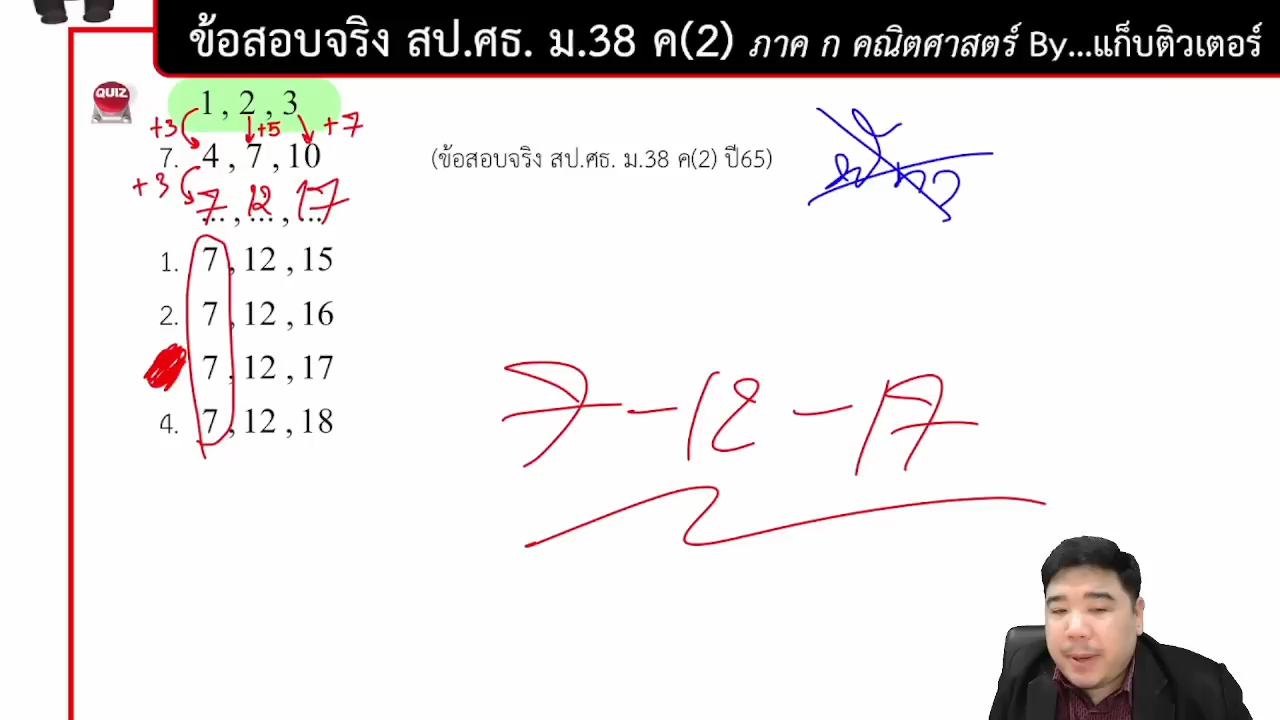 ข้อสอบจริง สป.ศธ. ม.38 ค(2) ภาค ก คณิตศาสตร์ By...แก็บติวเตอร์
QUIZ
1 , 2 , 3
+3 +5 +7
7. 4 , 7 , 10 (ข้อสอบจริง สป.ศธ. ม.38 ค(2) ปี65)
+3 7 12 17
... , ... , ...
1. 7 , 12 , 15
2. 7 , 12 , 16
7 , 12 , 17
4. 7 , 12 , 18
7 - 12 - 17